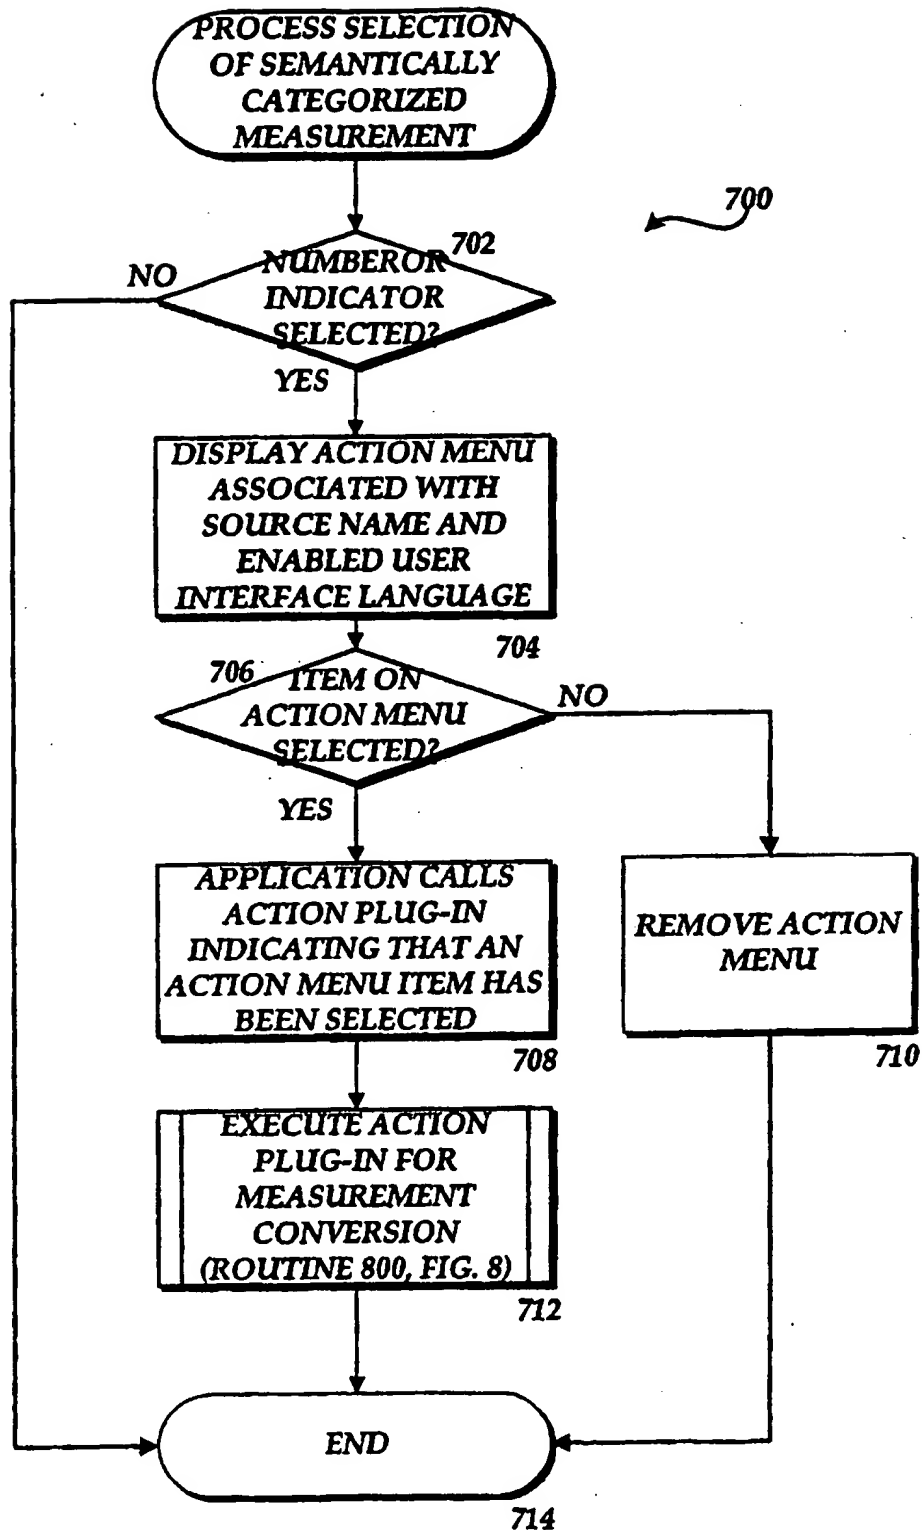 PROCESS SELECTION
OF SEMANTICALLY
CATEGORIZED
MEASUREMENT
700
702
NO
NUMBEROR
INDICATOR
SELECTED?
YES
DISPLAY ACTION MENU
ASSOCIATED WITH
SOURCE NAME AND
ENABLED USER
INTERFACE LANGUAGE
704
706
ITEM ON
ACTION MENU
SELECTED?
NO
YES
APPLICATION CALLS
ACTION PLUG-IN
INDICATING THAT AN
ACTION MENU ITEM HAS
BEEN SELECTED
708
REMOVE ACTION
MENU
710
EXECUTE ACTION
PLUG-IN FOR
MEASUREMENT
CONVERSION
(ROUTINE 800, FIG. 8)
712
END
714